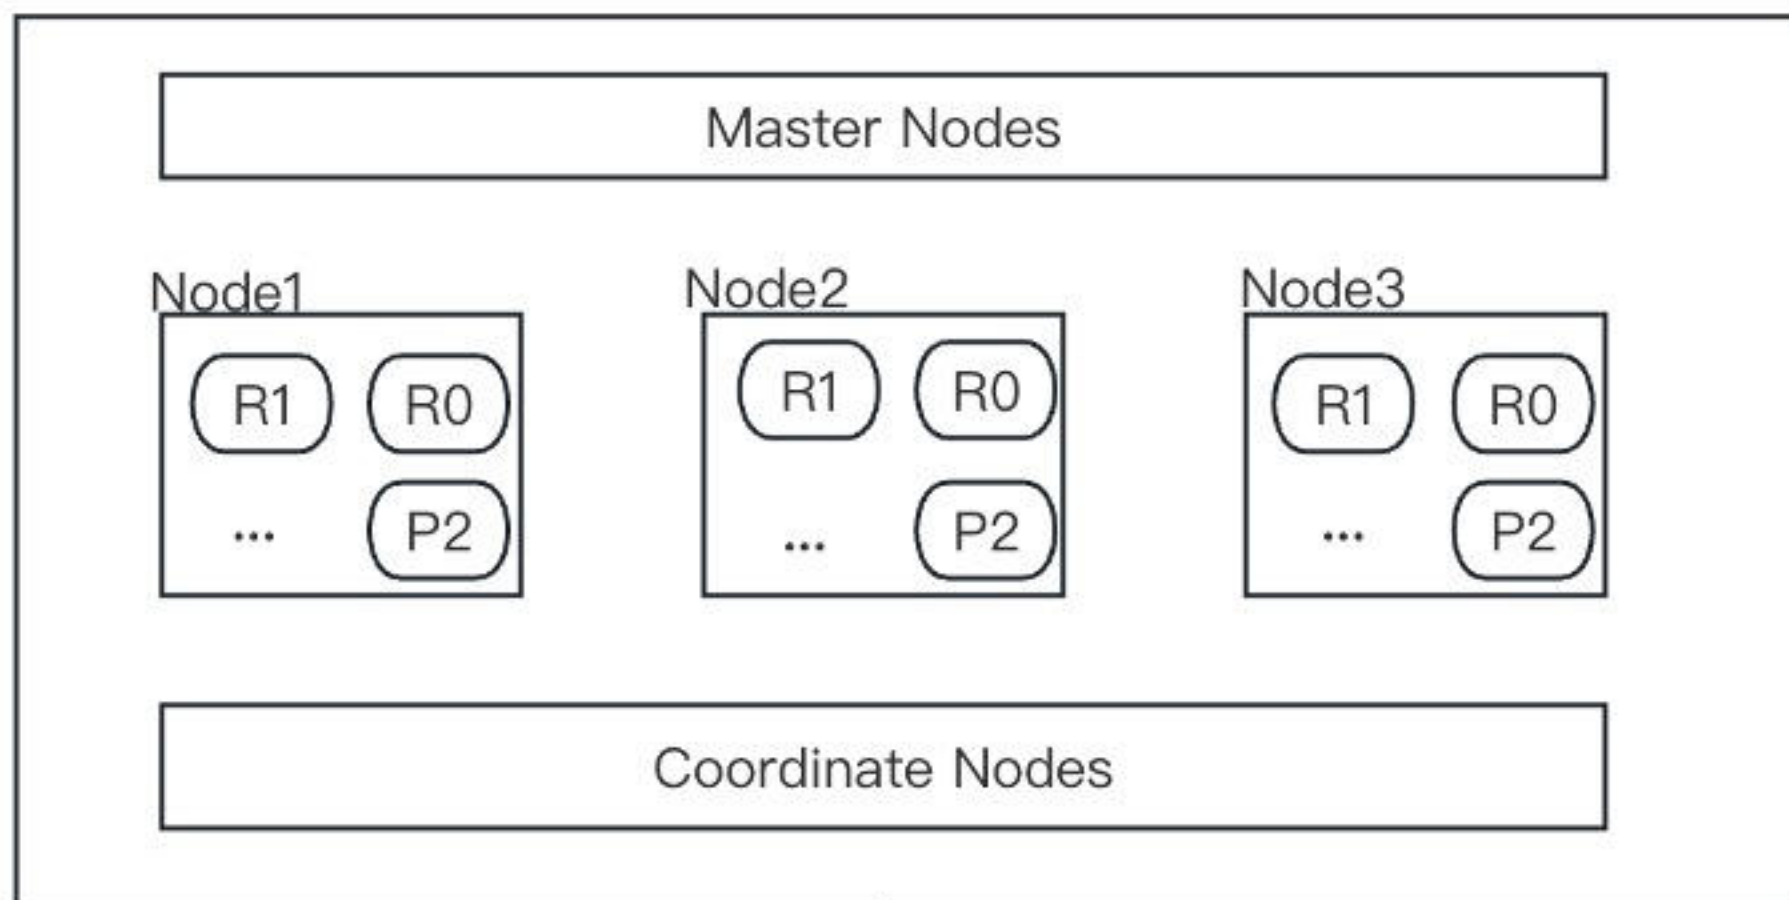 Master Nodes
Node1
Node2
Node3
R1 R0
R1 R0
R1 R0
... P2
... P2
... P2
Coordinate Nodes